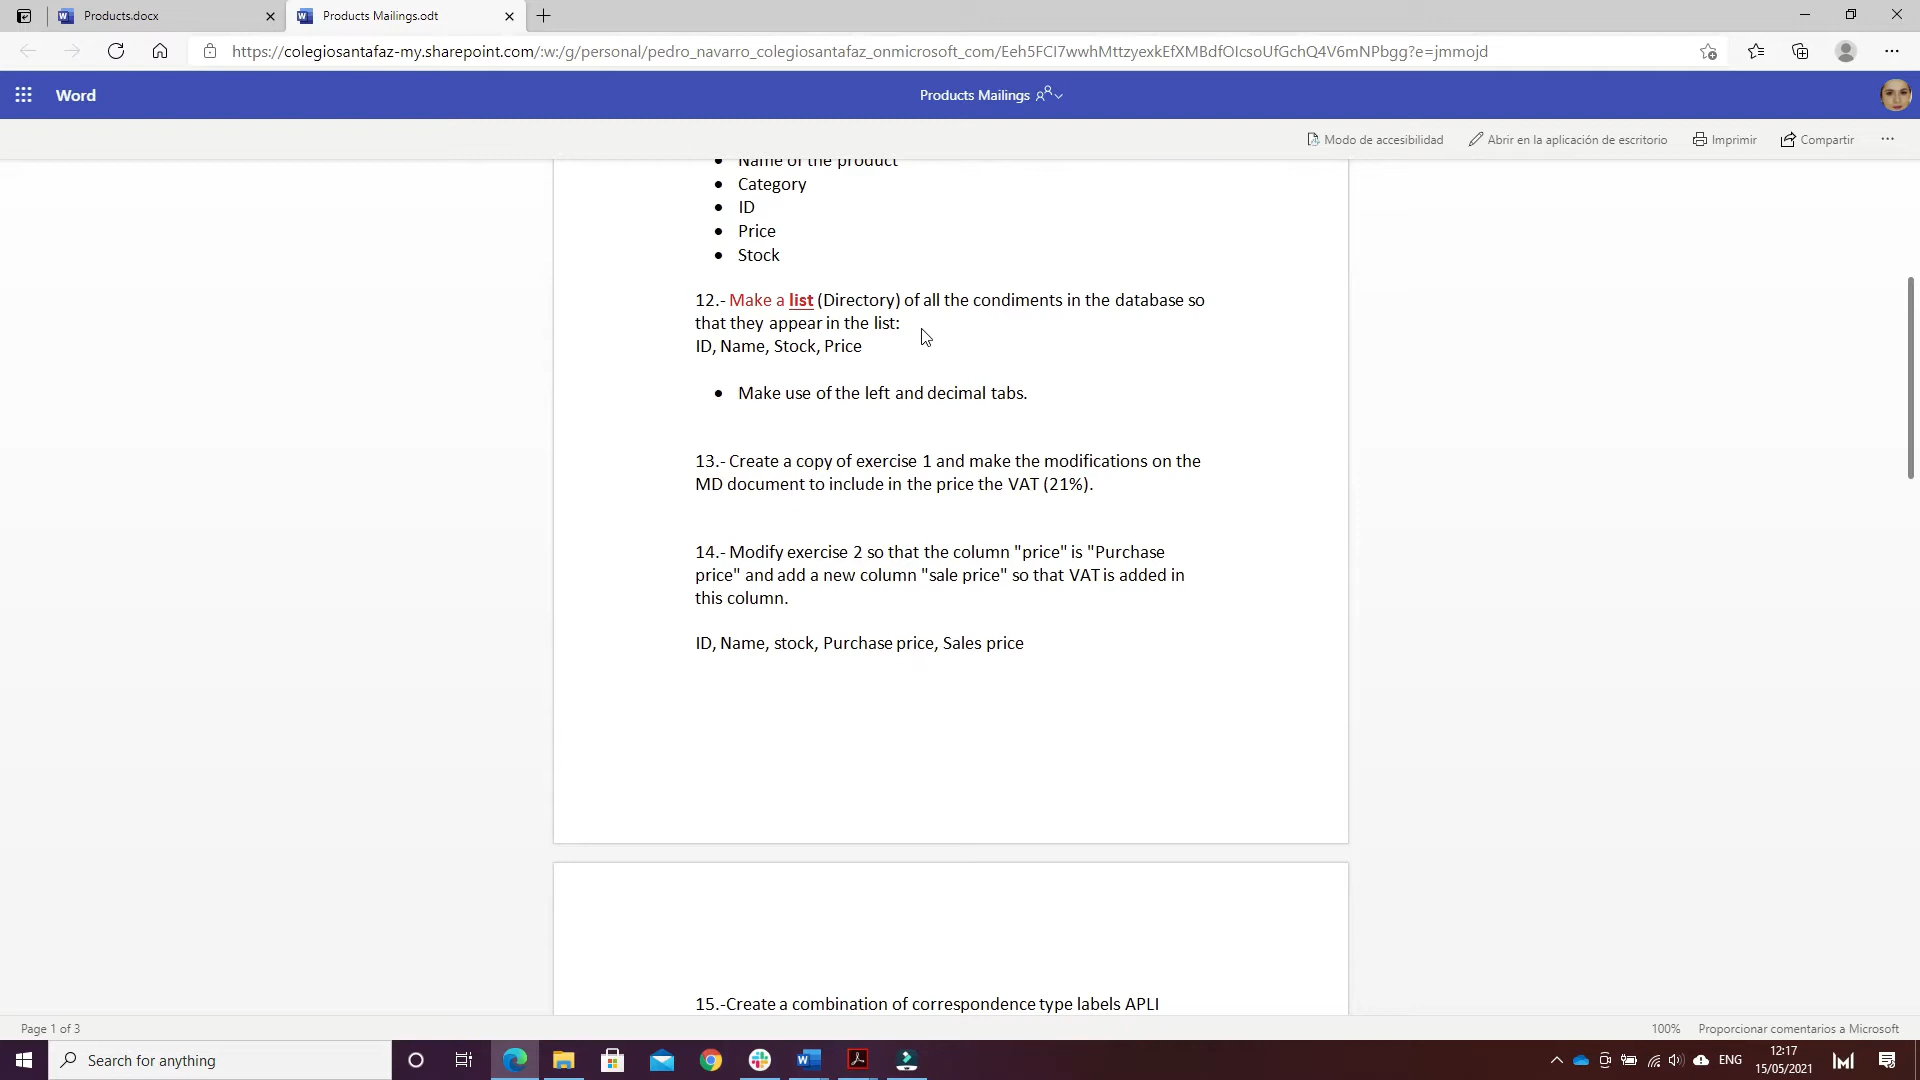 Products.docx
Products Mailings.odt
https://colegiosantafaz-my.sharepoint.com/:w:/g/personal/pedro_navarro_colegiosantafaz_onmicrosoft_com/Eeh5FCI7wwhMttzyexkEfXMBdfOIcsoUfGchQ4V6mNPbgg?e=jmmojd
Word
Products Mailings
Modo de accesibilidad
Abrir en la aplicación de escritorio
Imprimir
Compartir
• Name of the product
• Category
• ID
• Price
• Stock
12.- Make a list (Directory) of all the condiments in the database so
that they appear in the list:
ID, Name, Stock, Price
• Make use of the left and decimal tabs.
13.- Create a copy of exercise 1 and make the modifications on the
MD document to include in the price the VAT (21%).
14.- Modify exercise 2 so that the column "price" is "Purchase
price" and add a new column "sale price" so that VAT is added in
this column.
ID, Name, stock, Purchase price, Sales price
15.-Create a combination of correspondence type labels APLI
Page 1 of 3
100%
Proporcionar comentarios a Microsoft
Search for anything
ENG
12:17
15/05/2021